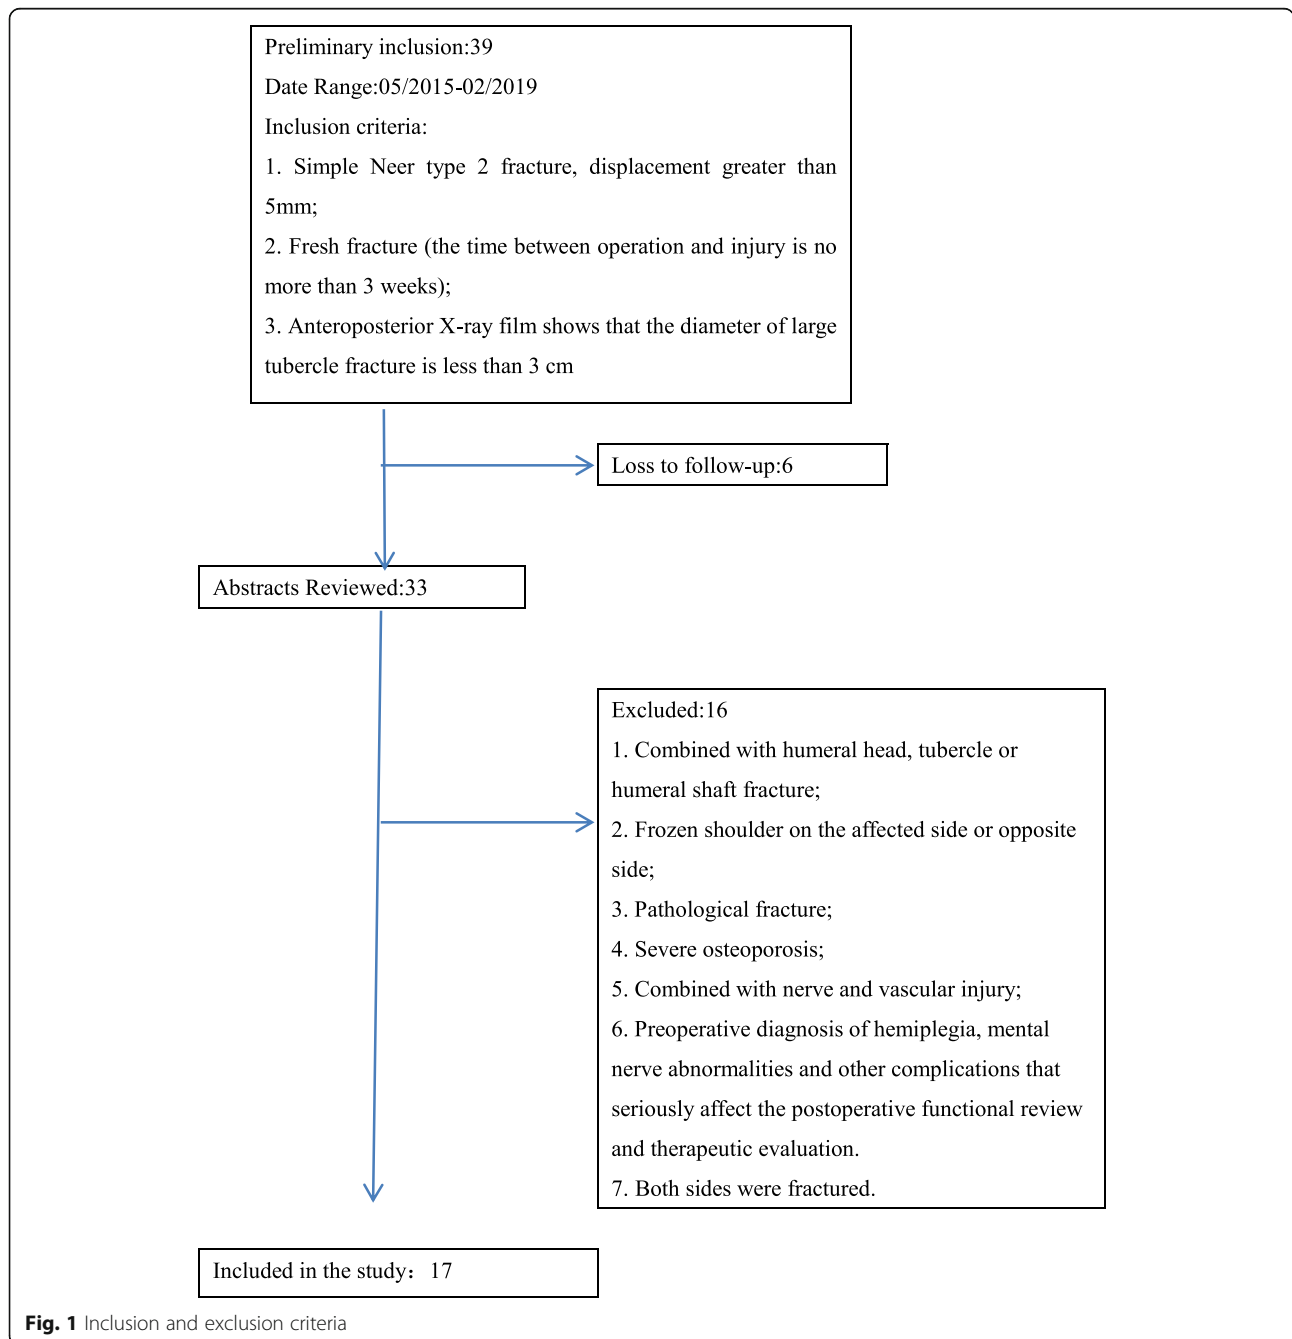 Preliminary inclusion:39
Date Range:05/2015-02/2019
Inclusion criteria:
1. Simple Neer type 2 fracture, displacement greater than
5mm;
2. Fresh fracture (the time between operation and injury is no
more than 3 weeks);
3. Anteroposterior X-ray film shows that the diameter of large
tubercle fracture is less than 3 cm
Loss to follow-up:6
Abstracts Reviewed:33
Excluded:16
1. Combined with humeral head, tubercle or
humeral shaft fracture;
2. Frozen shoulder on the affected side or opposite
side;
3. Pathological fracture;
4. Severe osteoporosis;
5. Combined with nerve and vascular injury;
6. Preoperative diagnosis of hemiplegia, mental
nerve abnormalities and other complications that
seriously affect the postoperative functional review
and therapeutic evaluation.
7. Both sides were fractured.
Included in the study：17
Fig. 1 Inclusion and exclusion criteria